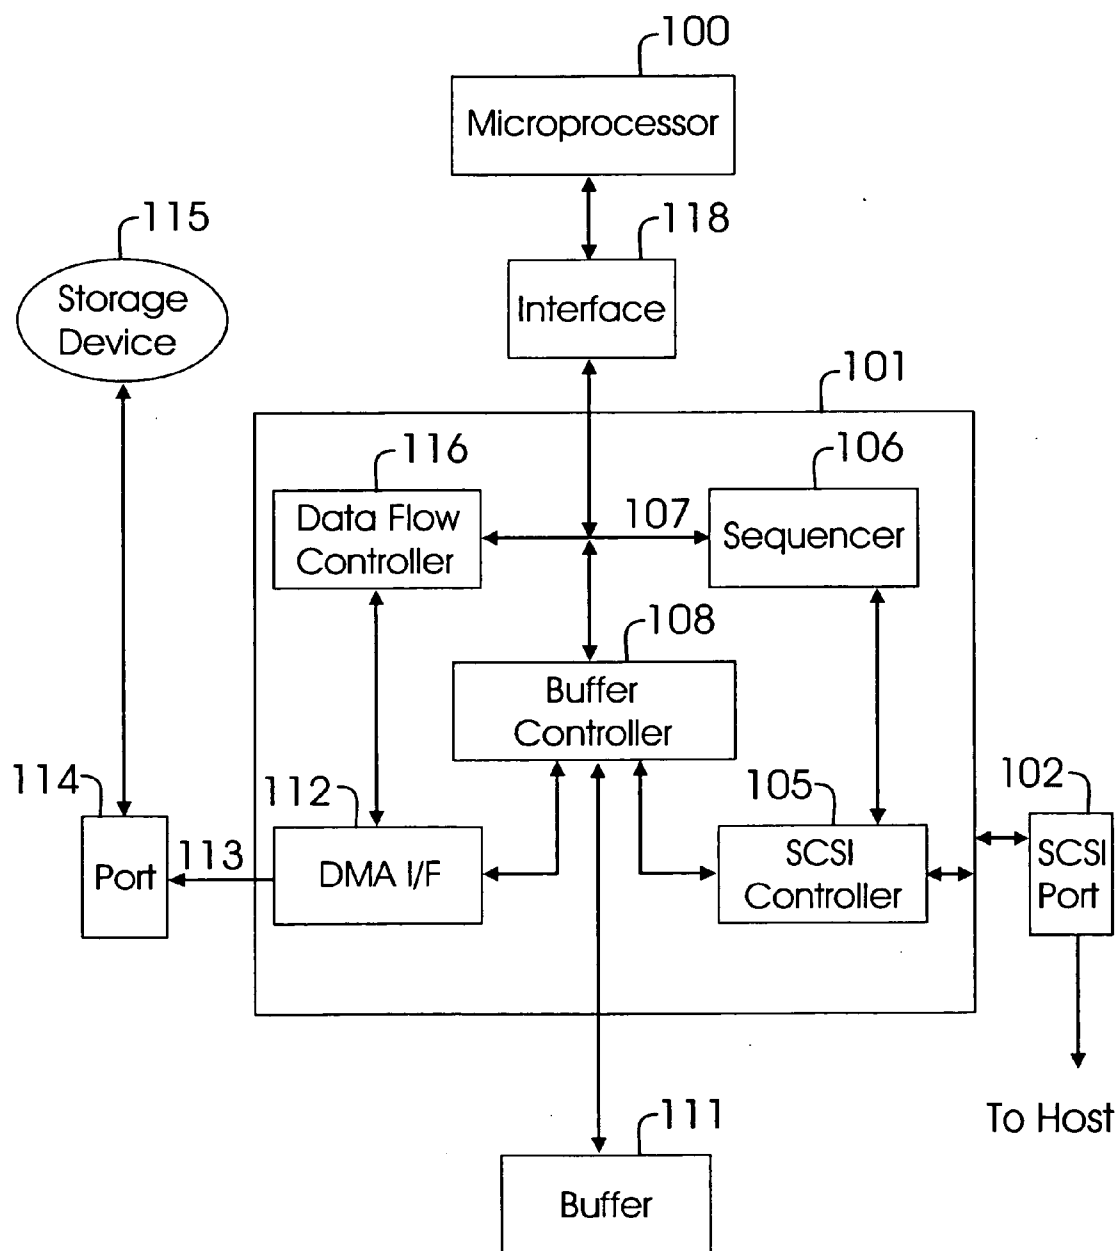 100
Microprocessor
118
115
Interface
Storage
Device
101
116
106
Data Flow
Controller
107
Sequencer
108
Buffer
Controller
114
112
105
102
Port
113
DMA I/F
SCSI
Controller
SCSI
Port
To Host
111
Buffer